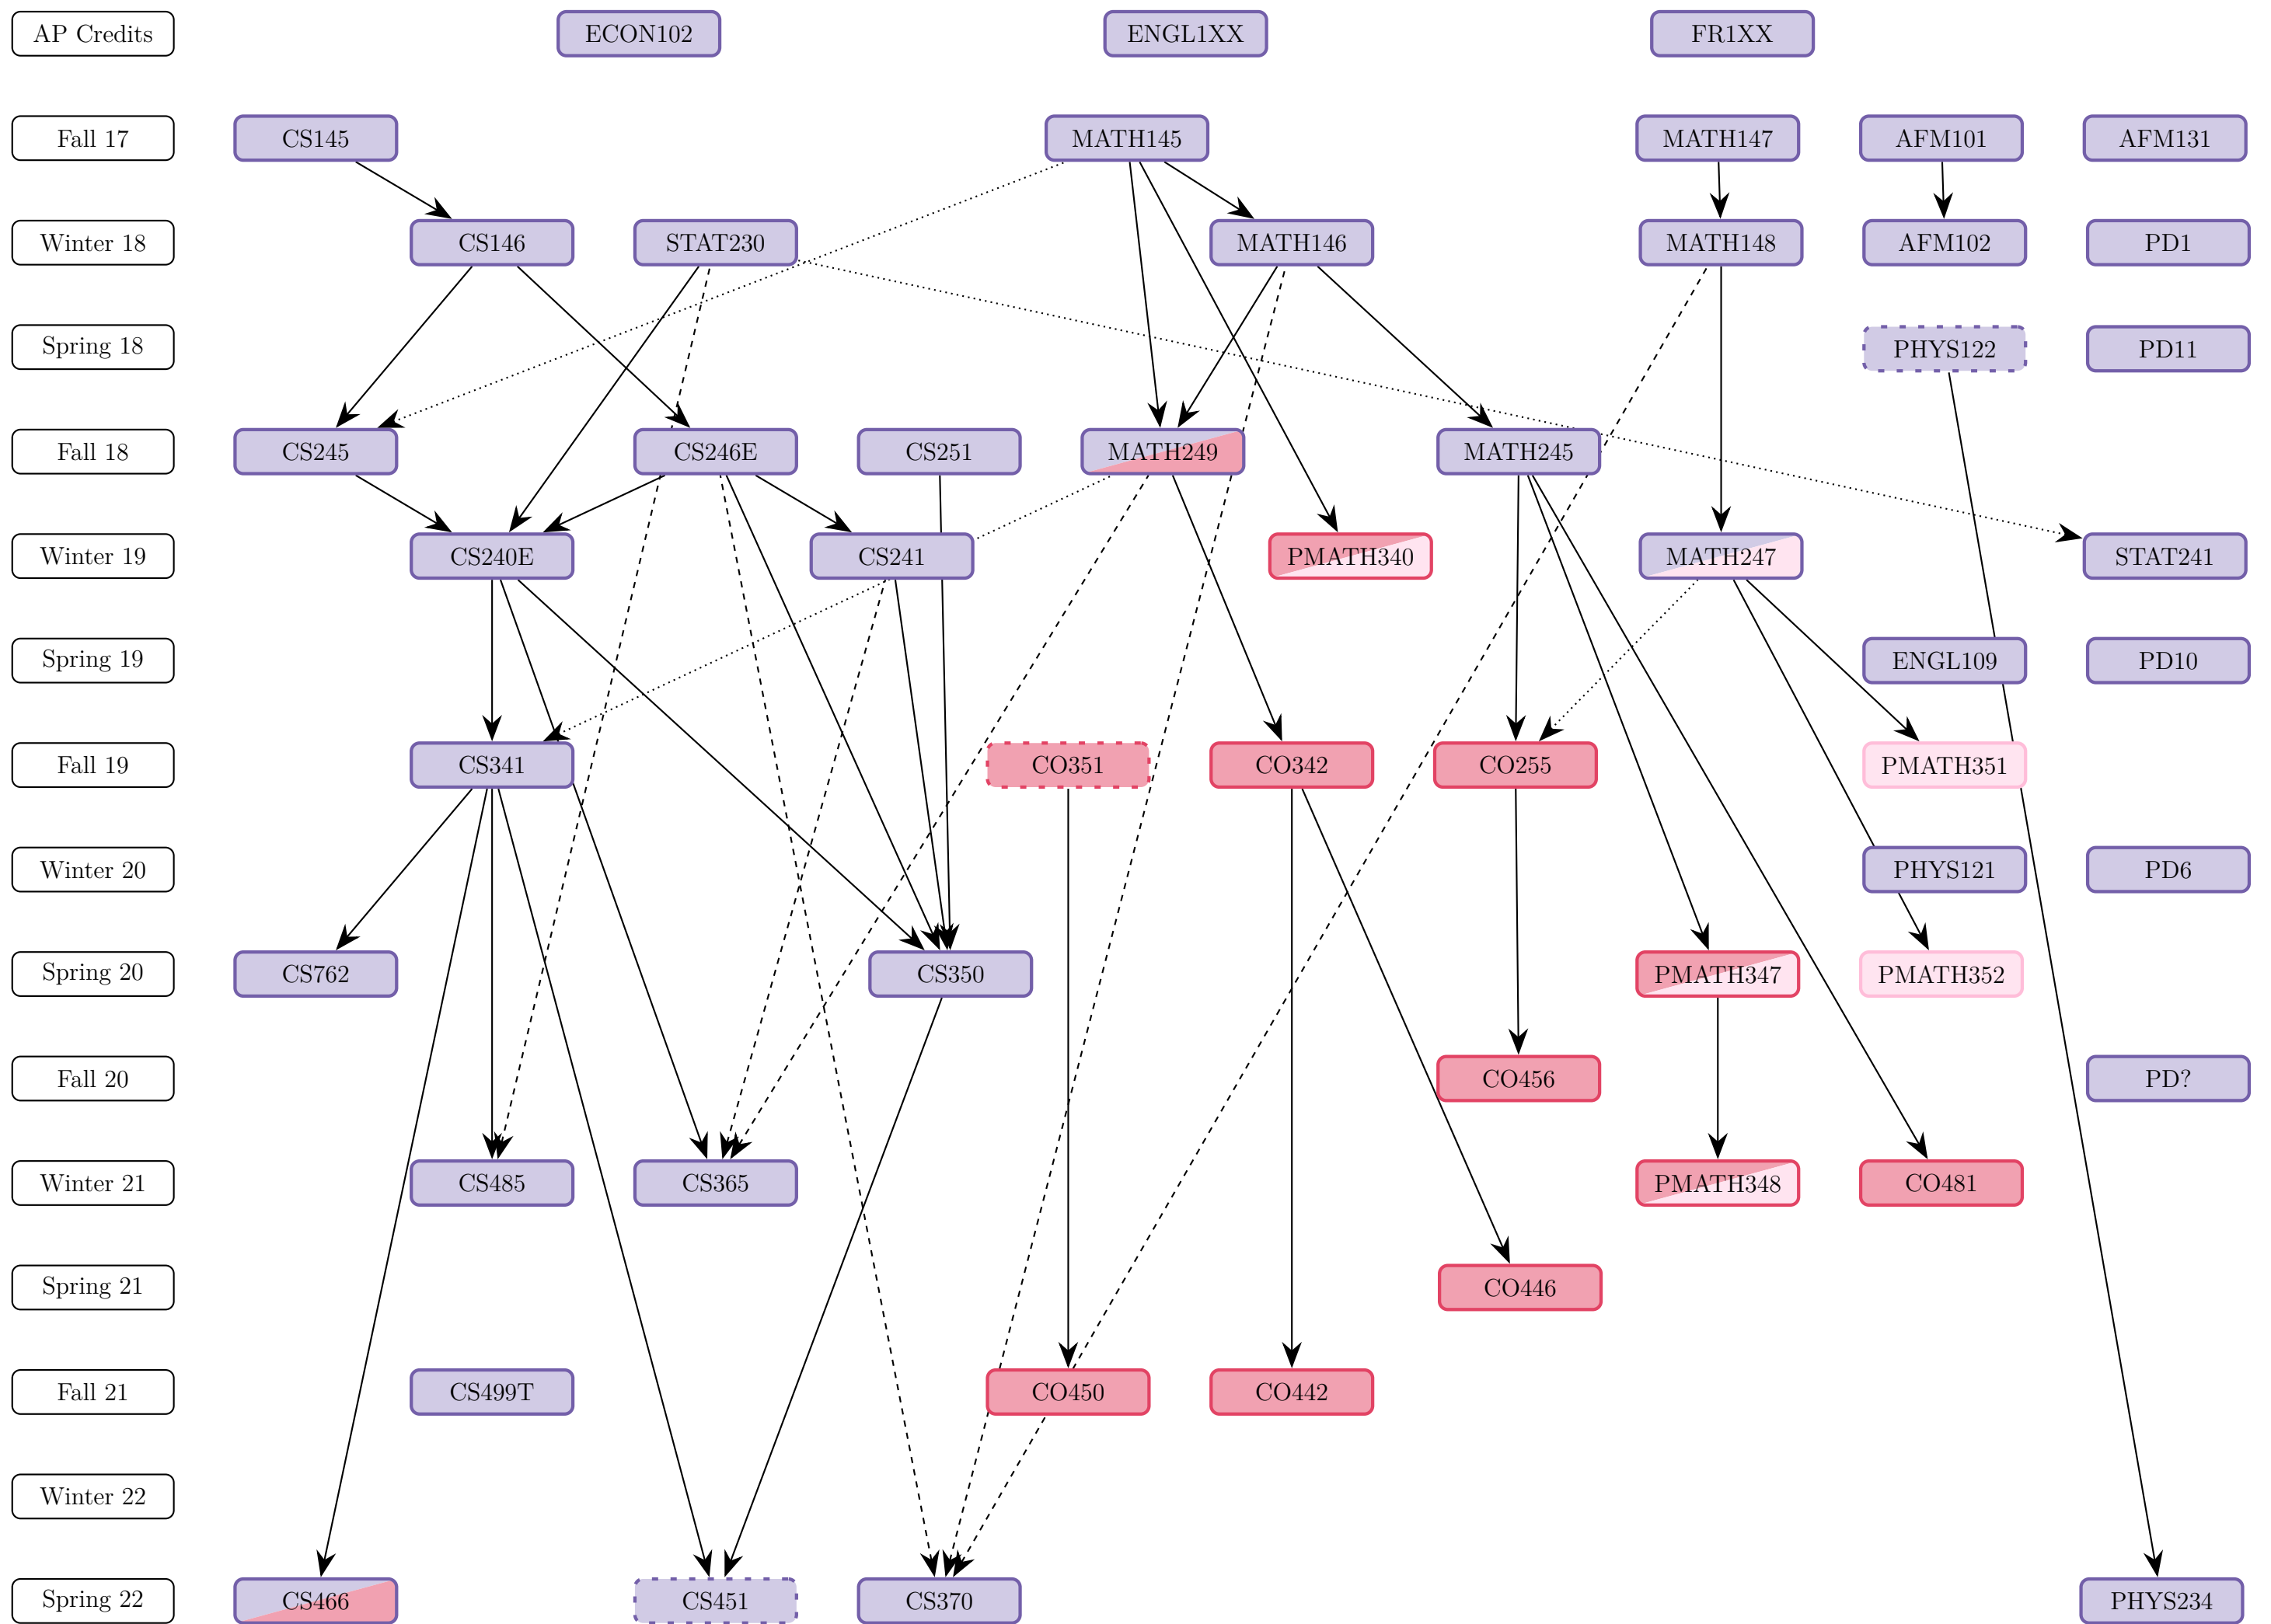 AP Credits
ECON102
ENGL1XX
FR1XX
Fall 17
CS145
MATH145
MATH147
AFM101
AFM131
Winter 18
CS146
STAT230
MATH146
MATH148
AFM102
PD1
Spring 18
PHYS122
PD11
Fall 18
CS245
CS246E
CS251
MATH249
MATH245
Winter 19
CS240E
CS241
PMATH340
MATH247
STAT241
Spring 19
ENGL109
PD10
Fall 19
CS341
CO351
CO342
CO255
PMATH351
Winter 20
PHYS121
PD6
Spring 20
CS762
CS350
PMATH347
PMATH352
Fall 20
CO456
PD?
Winter 21
CS485
CS365
PMATH348
CO481
Spring 21
CO446
Fall 21
CS499T
CO450
CO442
Winter 22
Spring 22
CS466
CS451
CS370
PHYS234